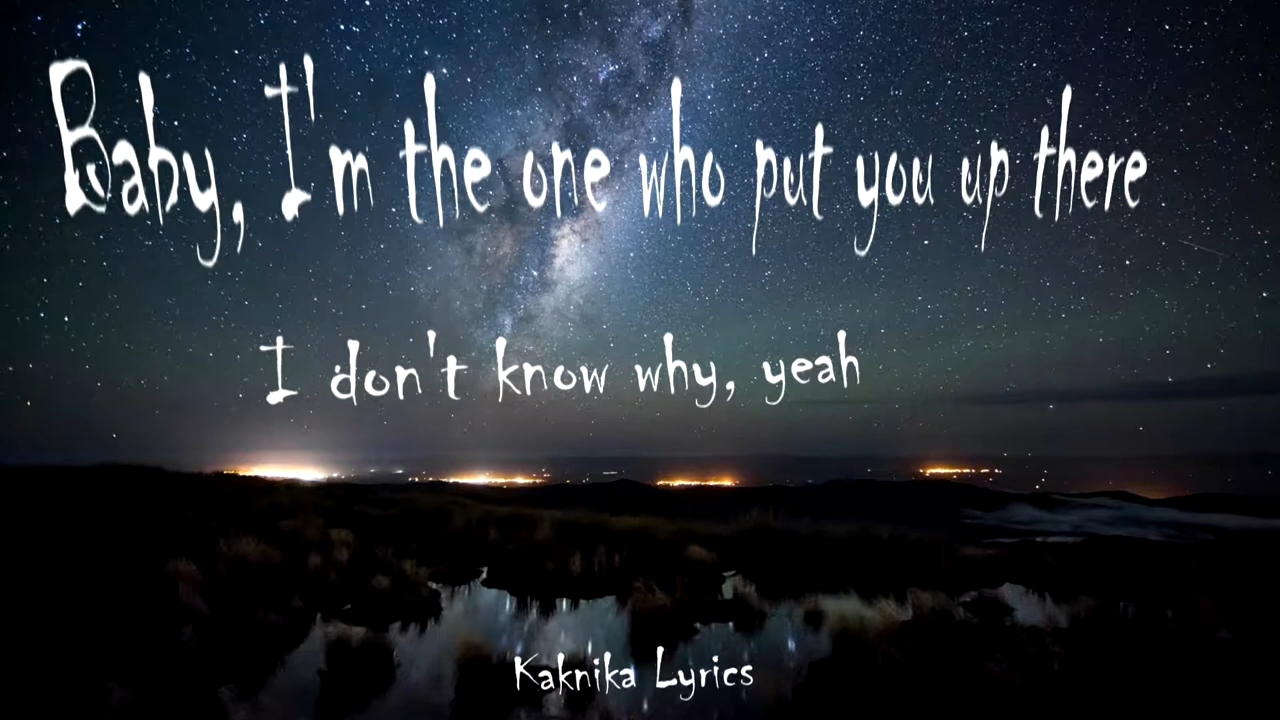 Baby, I'm the one who put you up there
I don't know why, yeah
Kaknika Lyrics